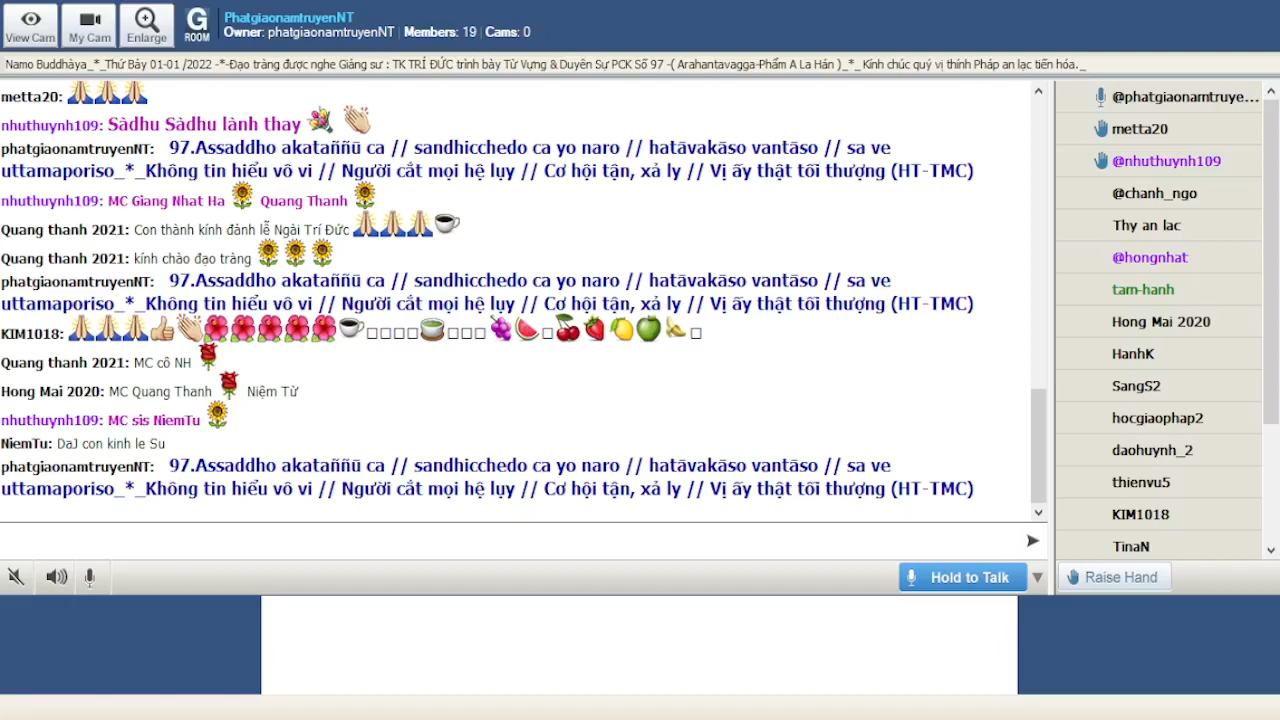 View Cam
My Cam
Enlarge
G ROOM
PhatgiaonamtruyenNT
Owner: phatgiaonamtruyenNT | Members: 19 | Cams: 0
Namo Buddhàya_*_Thứ Bảy 01-01 /2022 -*-Đạo tràng được nghe Giảng sư : TK TRÍ ĐỨC trình bày Từ Vựng & Duyên Sự PCK Số 97 -( Arahantavagga-Phẩm A La Hán )_*_ Kính chúc quý vị thính Pháp an lạc tiến hóa._
metta20: 🙏🙏🙏
nhuthuynh109: Sàdhu Sàdhu lành thay 💐 👏
phatgiaonamtruyenNT: 97.Assaddho akataññū ca // sandhicchedo ca yo naro // hatāvakāso vantāso // sa ve
uttamaporiso_*_Không tin hiểu vô vi // Người cắt mọi hệ lụy // Cơ hội tận, xả ly // Vị ấy thật tối thượng (HT-TMC)
nhuthuynh109: MC Giang Nhat Ha 🌻 Quang Thanh 🌻
Quang thanh 2021: Con thành kính đảnh lễ Ngài Trí Đức 🙏🙏🙏☕
Quang thanh 2021: kính chào đạo tràng 🌻🌻🌻
phatgiaonamtruyenNT: 97.Assaddho akataññū ca // sandhicchedo ca yo naro // hatāvakāso vantāso // sa ve
uttamaporiso_*_Không tin hiểu vô vi // Người cắt mọi hệ lụy // Cơ hội tận, xả ly // Vị ấy thật tối thượng (HT-TMC)
KIM1018: 🙏🙏🙏👍👏🌺🌺🌺🌺🌺☕□□□□🍵□□□🍇🍉□🍒🍓🍋🍏🍌□
Quang thanh 2021: MC cô NH 🌹
Hong Mai 2020: MC Quang Thanh 🌹 Niệm Từ
nhuthuynh109: MC sis NiemTu 🌻
NiemTu: DaJ con kinh le Su
phatgiaonamtruyenNT: 97.Assaddho akataññū ca // sandhicchedo ca yo naro // hatāvakāso vantāso // sa ve
uttamaporiso_*_Không tin hiểu vô vi // Người cắt mọi hệ lụy // Cơ hội tận, xả ly // Vị ấy thật tối thượng (HT-TMC)
Hold to Talk
@phatgiaonamtruye...
metta20
@nhuthuynh109
@chanh_ngo
Thy an lac
@hongnhat
tam-hanh
Hong Mai 2020
HanhK
SangS2
hocgiaophap2
daohuynh_2
thienvu5
KIM1018
TinaN
Raise Hand